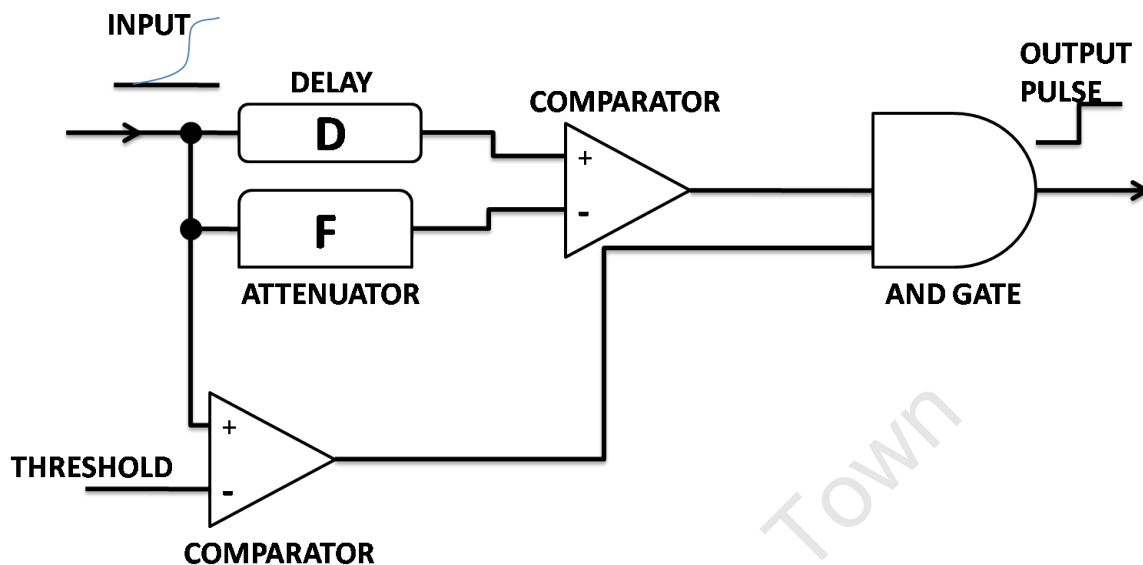 INPUT
OUTPUT
PULSE
DELAY
COMPARATOR
D
+
-
F
ATTENUATOR
AND GATE
+
THRESHOLD
-
COMPARATOR
Town